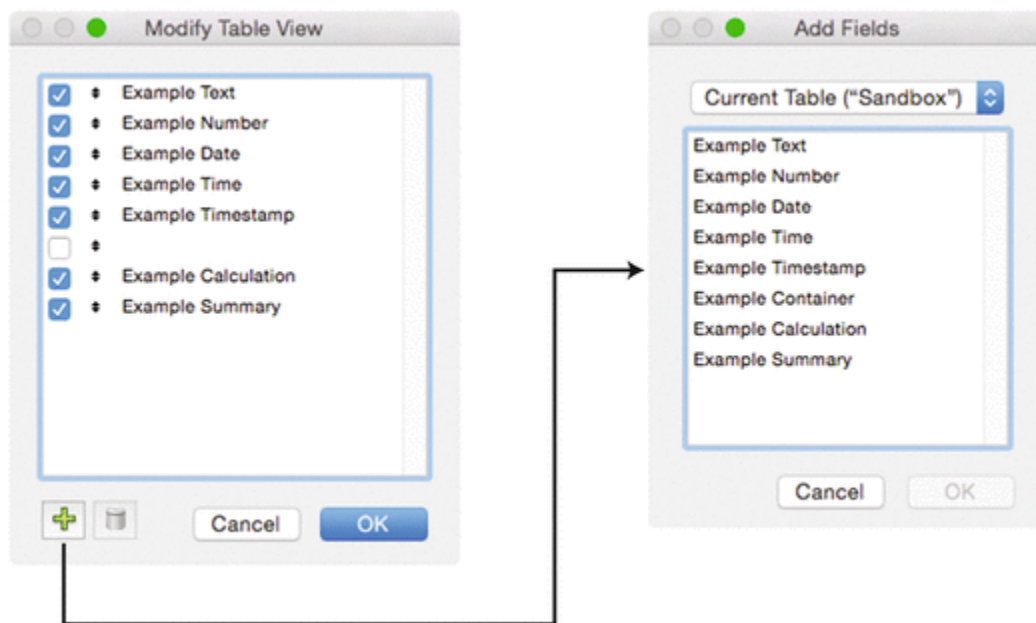 Modify Table View
Example Text
Example Number
Example Date
Example Time
Example Timestamp
Example Calculation
Example Summary
Cancel
OK
Add Fields
Current Table (“Sandbox”)
Example Text
Example Number
Example Date
Example Time
Example Timestamp
Example Container
Example Calculation
Example Summary
Cancel
OK